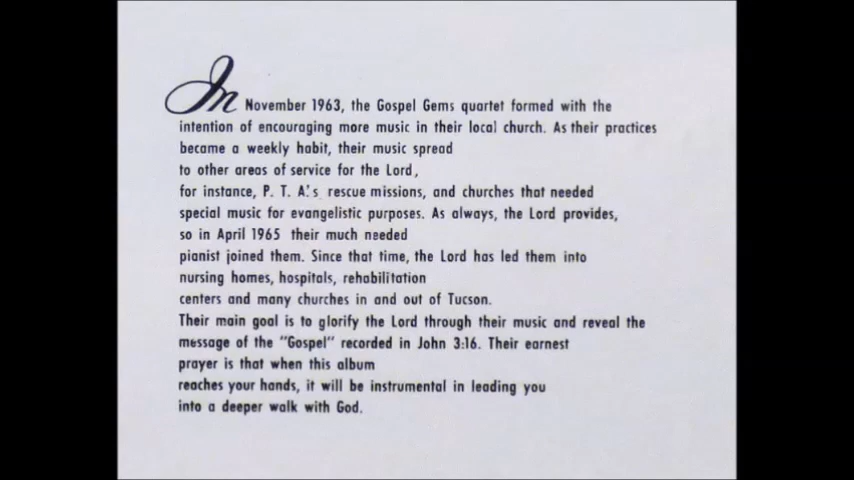 In November 1963, the Gospel Gems quartet formed with the
intention of encouraging more music in their local church. As their practices
became a weekly habit, their music spread
to other areas of service for the Lord,
for instance, P. T. A.'s rescue missions, and churches that needed
special music for evangelistic purposes. As always, the Lord provides,
so in April 1965 their much needed
pianist joined them. Since that time, the Lord has led them into
nursing homes, hospitals, rehabilitation
centers and many churches in and out of Tucson.
Their main goal is to glorify the Lord through their music and reveal the
message of the "Gospel" recorded in John 3:16. Their earnest
prayer is that when this album
reaches your hands, it will be instrumental in leading you
into a deeper walk with God.